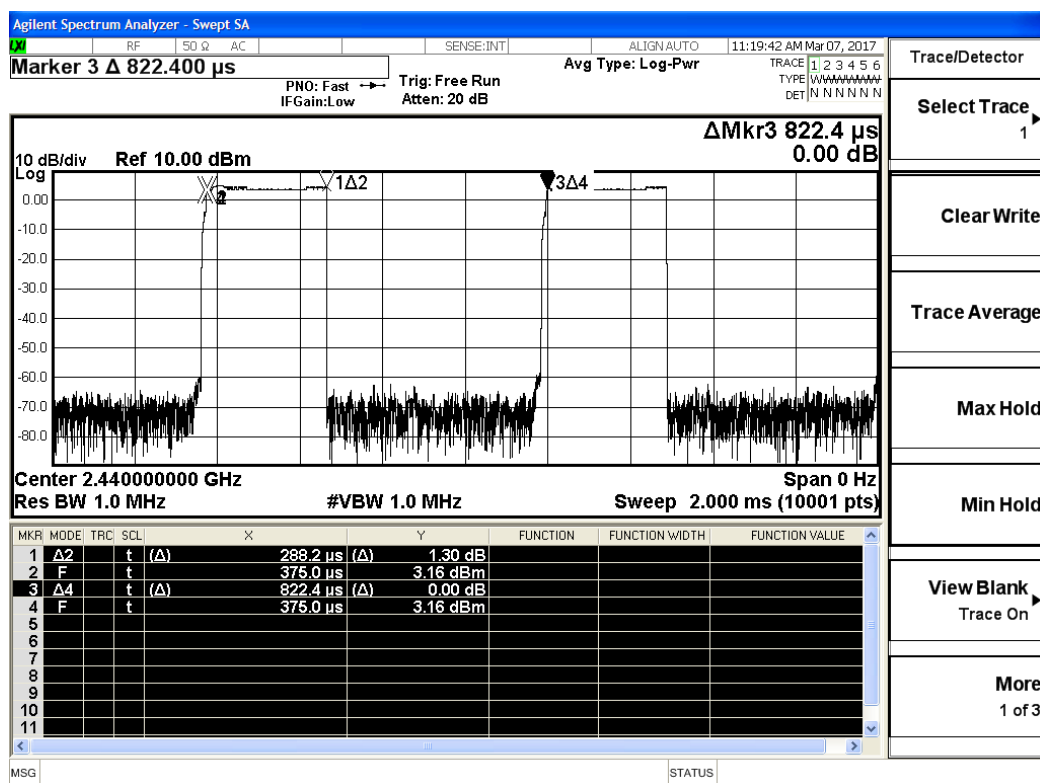 Agilent Spectrum Analyzer - Swept SA
LXI RF 50 Ω AC SENSE:INT ALIGN AUTO 11:19:42 AM Mar 07, 2017
Marker 3 Δ 822.400 µs
PNO: Fast
IFGain:Low
Trig: Free Run
Atten: 20 dB
Avg Type: Log-Pwr
TRACE 1 2 3 4 5 6
TYPE
DET N N N N N N
ΔMkr3 822.4 µs
0.00 dB
10 dB/div Ref 10.00 dBm
Log
1Δ2 3Δ4
0.00
-10.0
-20.0
-30.0
-40.0
-50.0
-60.0
-70.0
-80.0
Center 2.440000000 GHz Span 0 Hz
Res BW 1.0 MHz #VBW 1.0 MHz Sweep 2.000 ms (10001 pts)
MKR MODE TRC SCL X Y FUNCTION FUNCTION WIDTH FUNCTION VALUE
1 Δ2 t (Δ) 288.2 µs (Δ) 1.30 dB
2 F t 375.0 µs 3.16 dBm
3 Δ4 t (Δ) 822.4 µs (Δ) 0.00 dB
4 F t 375.0 µs 3.16 dBm
5
6
7
8
9
10
11
MSG STATUS
Trace/Detector
Select Trace
1
Clear Write
Trace Average
Max Hold
Min Hold
View Blank
Trace On
More
1 of 3